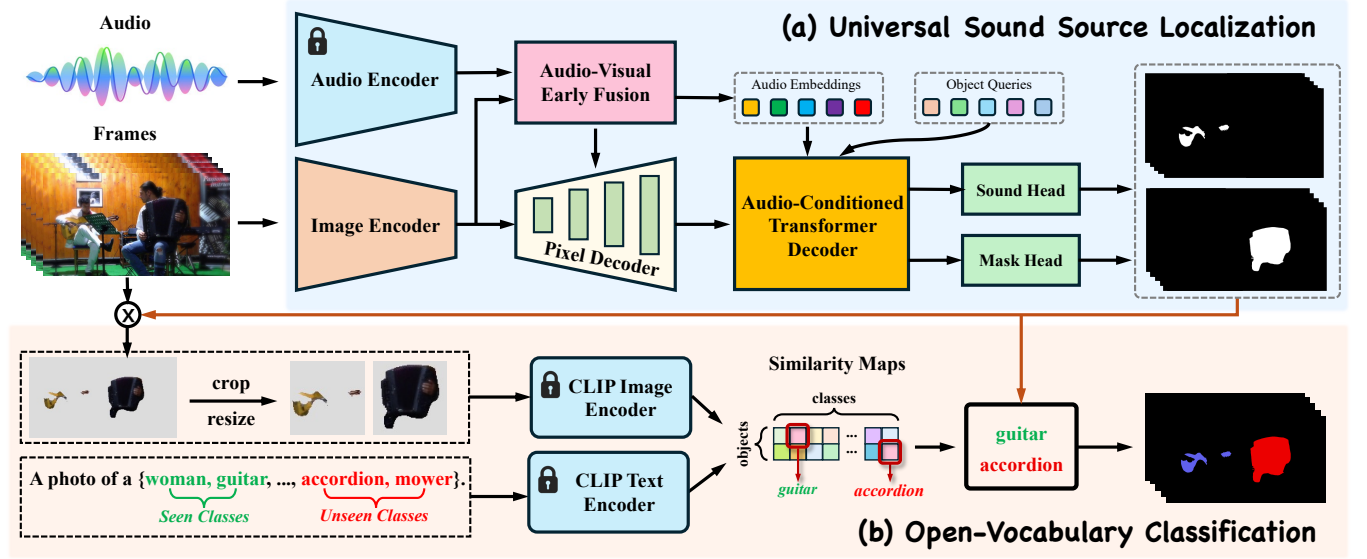 Audio
(a) Universal Sound Source Localization
Audio Encoder
Audio-Visual
Early Fusion
Audio Embeddings
Object Queries
Frames
Image Encoder
Pixel Decoder
Audio-Conditioned
Transformer
Decoder
Sound Head
Mask Head
X
crop
resize
CLIP Image
Encoder
Similarity Maps
classes
objects
...
guitar
accordion
guitar
accordion
A photo of a {woman, guitar, ..., accordion, mower}.
Seen Classes
Unseen Classes
CLIP Text
Encoder
(b) Open-Vocabulary Classification